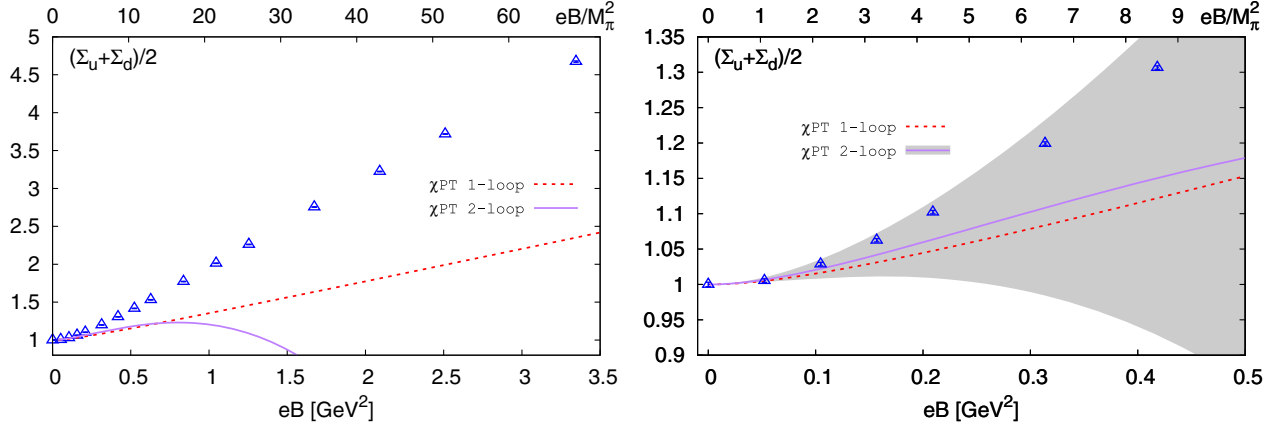 0 10 20 30 40 50 60 eB/M_π^2
5
4.5
4
3.5
3
2.5
2
1.5
1
(Σ_u+Σ_d)/2
χPT 1-loop
χPT 2-loop
0 0.5 1 1.5 2 2.5 3 3.5
eB [GeV^2]
0 1 2 3 4 5 6 7 8 9 eB/M_π^2
1.35
1.3
1.25
1.2
1.15
1.1
1.05
1
0.95
0.9
(Σ_u+Σ_d)/2
χPT 1-loop
χPT 2-loop
0 0.1 0.2 0.3 0.4 0.5
eB [GeV^2]